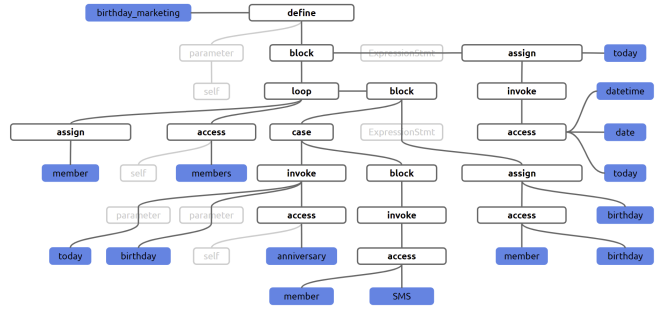 birthday_marketing define
parameter block ExpressionStmt assign today
self loop block invoke datetime
assign access case ExpressionStmt access date
member self members invoke block assign today
parameter parameter access invoke access birthday
today birthday self anniversary access member birthday
member SMS